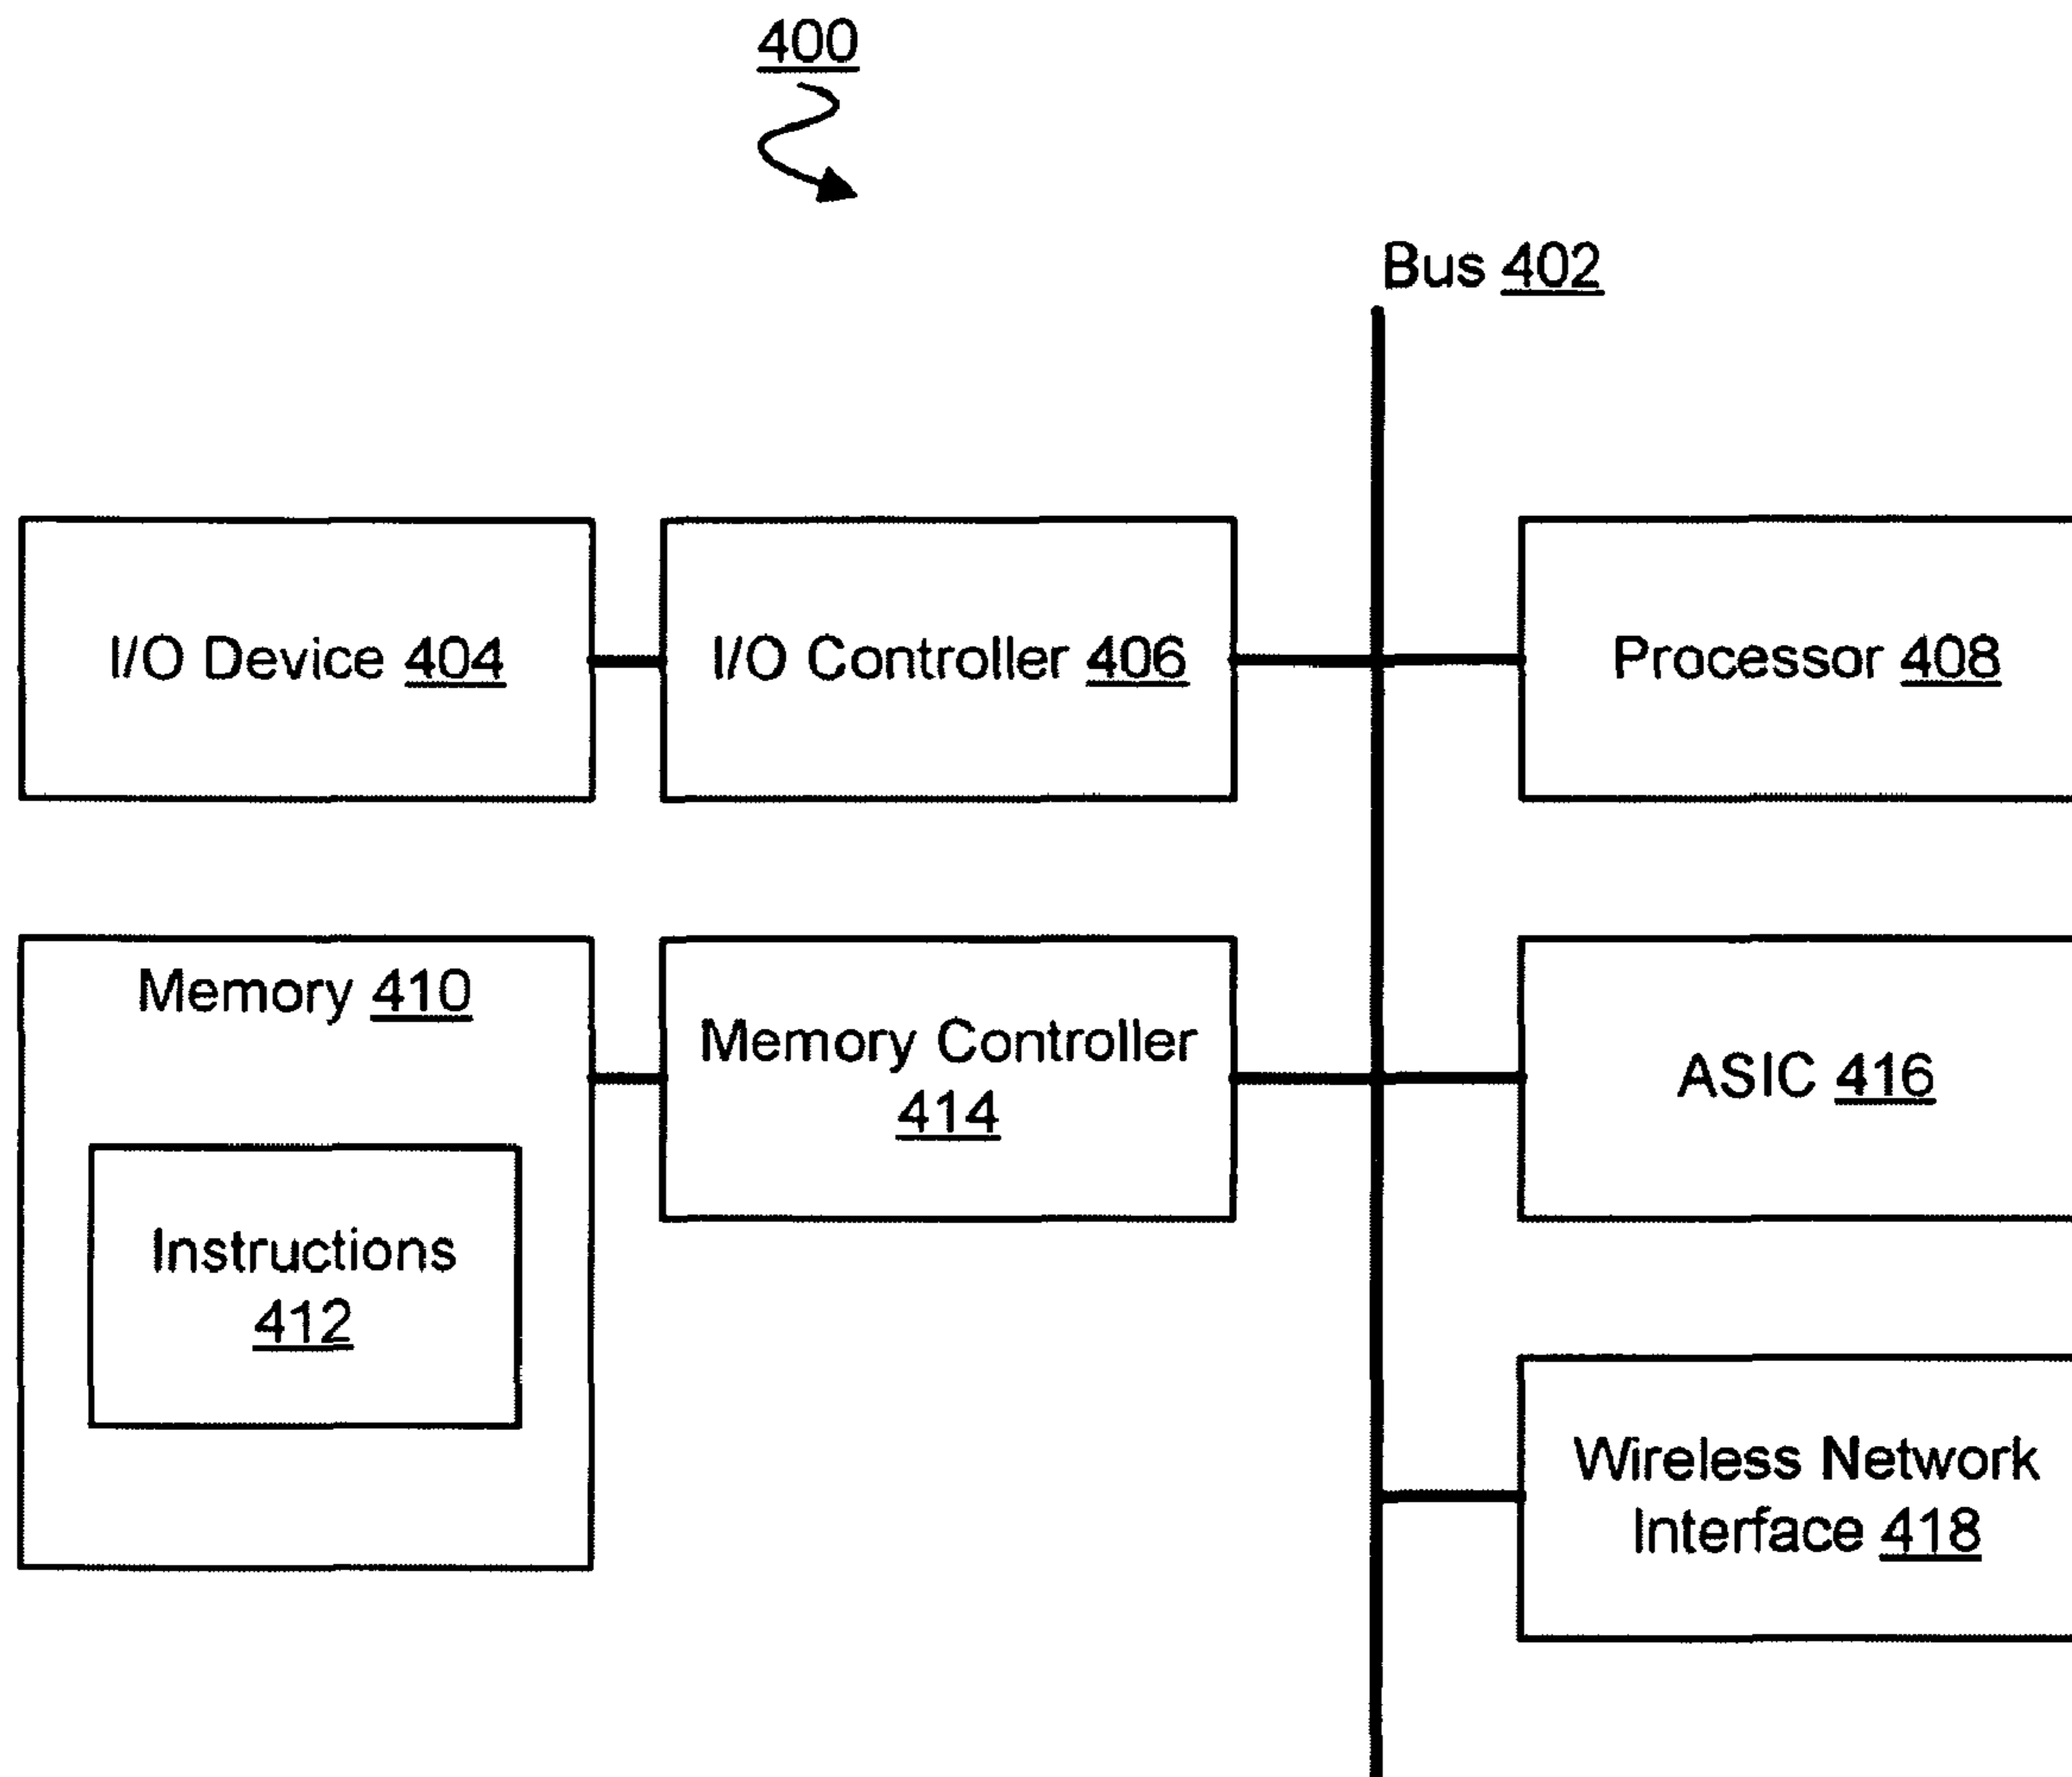 400
Bus 402
I/O Device 404
I/O Controller 406
Processor 408
Memory 410
Instructions
412
Memory Controller
414
ASIC 416
Wireless Network
Interface 418